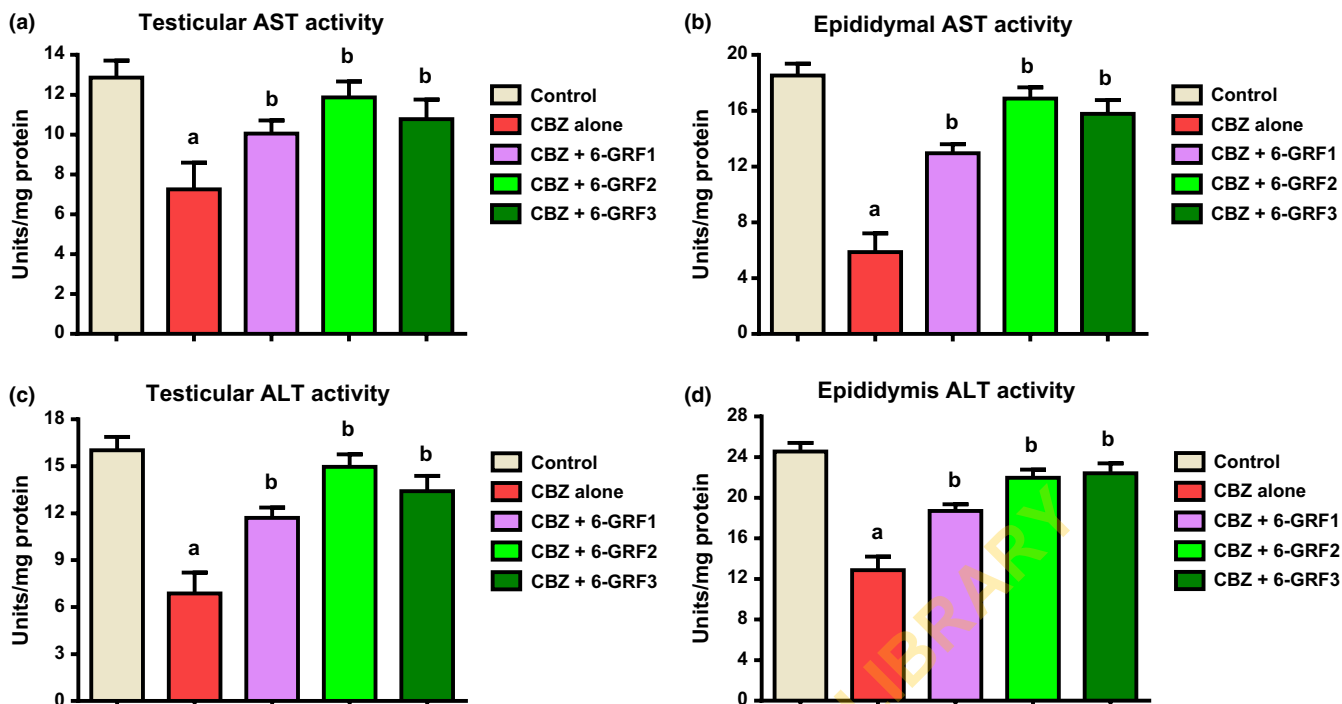 (a)
Testicular AST activity
Units/mg protein
14
12
10
8
6
4
2
0
a
b
b
b
Control
CBZ alone
CBZ + 6-GRF1
CBZ + 6-GRF2
CBZ + 6-GRF3
(b)
Epididymal AST activity
Units/mg protein
20
16
12
8
4
0
a
b
b
b
Control
CBZ alone
CBZ + 6-GRF1
CBZ + 6-GRF2
CBZ + 6-GRF3
(c)
Testicular ALT activity
Units/mg protein
18
15
12
9
6
3
0
a
b
b
b
Control
CBZ alone
CBZ + 6-GRF1
CBZ + 6-GRF2
CBZ + 6-GRF3
(d)
Epididymis ALT activity
Units/mg protein
28
24
20
16
12
8
4
0
a
b
b
b
Control
CBZ alone
CBZ + 6-GRF1
CBZ + 6-GRF2
CBZ + 6-GRF3
LIBRARY